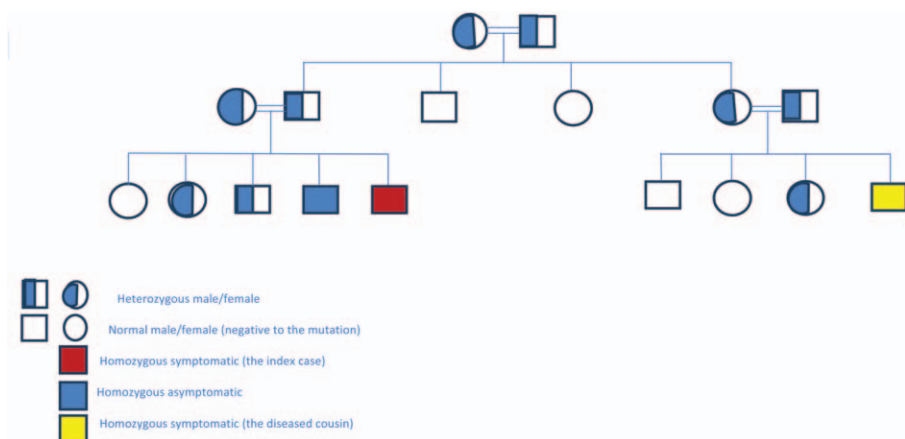 Heterozygous male/female
Normal male/female (negative to the mutation)
Homozygous symptomatic (the index case)
Homozygous asymptomatic
Homozygous symptomatic (the diseased cousin)